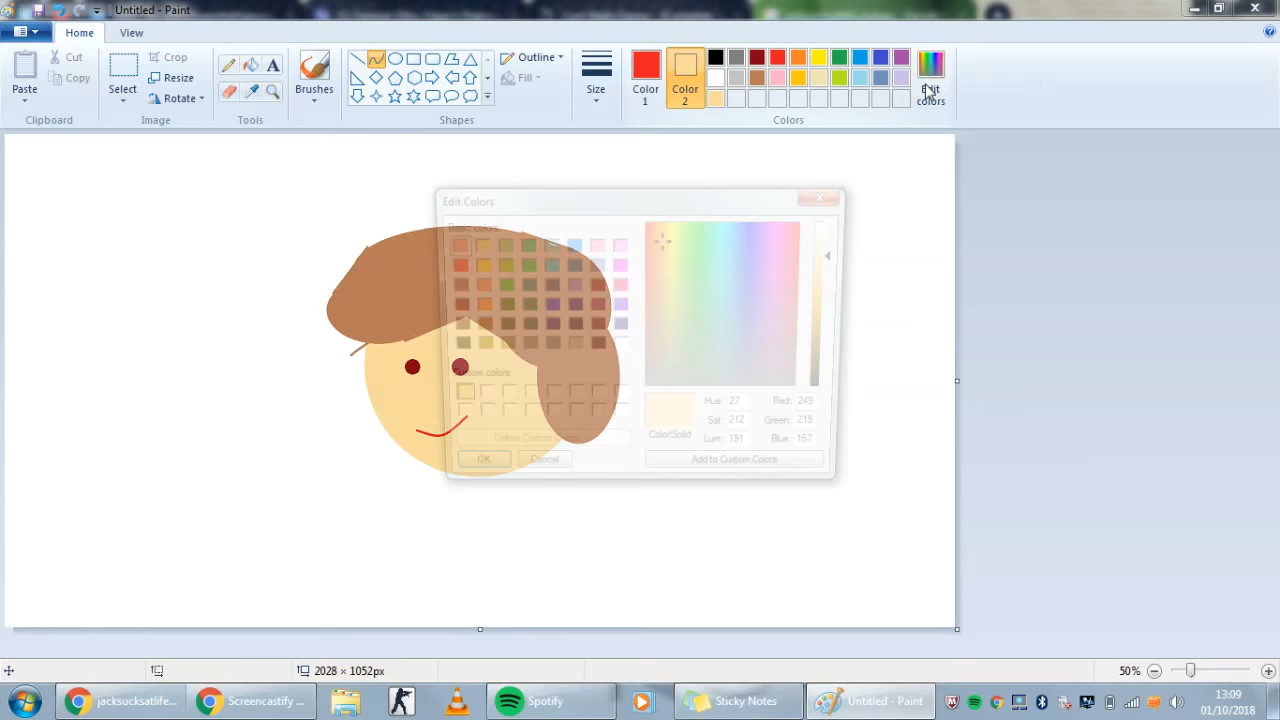 Untitled - Paint
Home
View
Paste
Cut
Copy
Clipboard
Select
Crop
Resize
Rotate
Image
A
Tools
Brushes
Shapes
Outline
Fill
Size
Color 1
Color 2
Edit colors
Colors
Edit Colors
Basic colors:
Custom colors:
Define Custom Colors
OK
Cancel
Color|Solid
Hue: 27
Sat: 212
Lum: 191
Red: 249
Green: 219
Blue: 157
Add to Custom Colors
2028 × 1052px
50%
jacksucksatlife...
Screencastify ...
Spotify
Sticky Notes
Untitled - Paint
13:09
01/10/2018